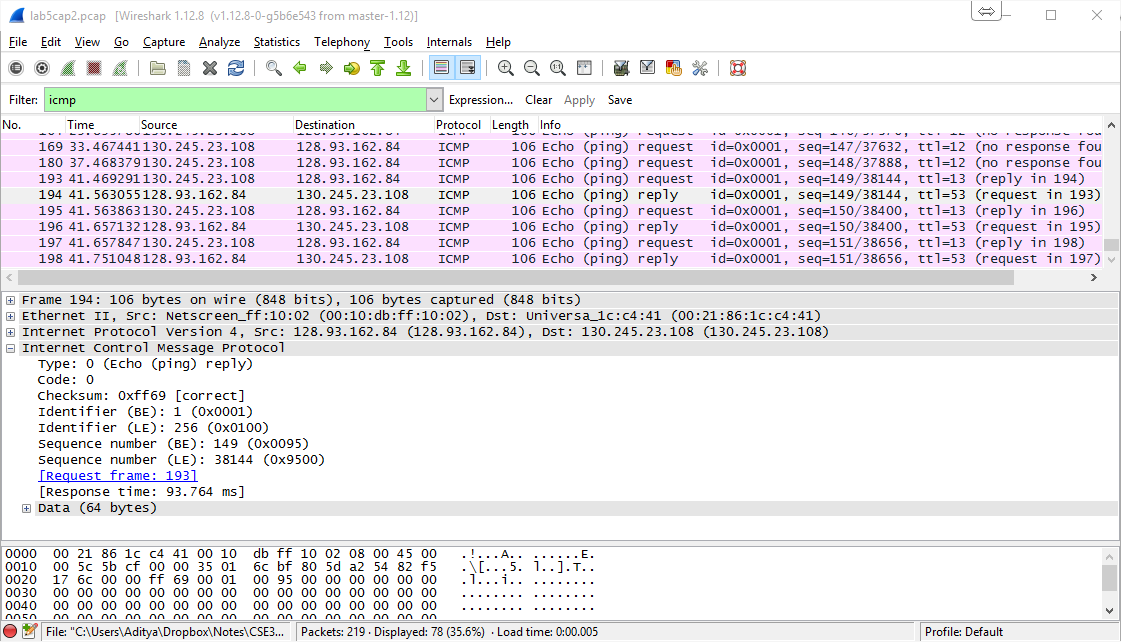 lab5cap2.pcap [Wireshark 1.12.8 (v1.12.8-0-g5b6e543 from master-1.12)]
File Edit View Go Capture Analyze Statistics Telephony Tools Internals Help
Filter: icmp Expression... Clear Apply Save
No. Time Source Destination Protocol Length Info
169 33.467441 130.245.23.108 128.93.162.84 ICMP 106 Echo (ping) request id=0x0001, seq=147/37632, ttl=12 (no response fou
180 37.468379 130.245.23.108 128.93.162.84 ICMP 106 Echo (ping) request id=0x0001, seq=148/37888, ttl=12 (no response fou
193 41.469291 130.245.23.108 128.93.162.84 ICMP 106 Echo (ping) request id=0x0001, seq=149/38144, ttl=13 (reply in 194)
194 41.563055 128.93.162.84 130.245.23.108 ICMP 106 Echo (ping) reply id=0x0001, seq=149/38144, ttl=53 (request in 193)
195 41.563863 130.245.23.108 128.93.162.84 ICMP 106 Echo (ping) request id=0x0001, seq=150/38400, ttl=13 (reply in 196)
196 41.657132 128.93.162.84 130.245.23.108 ICMP 106 Echo (ping) reply id=0x0001, seq=150/38400, ttl=53 (request in 195)
197 41.657847 130.245.23.108 128.93.162.84 ICMP 106 Echo (ping) request id=0x0001, seq=151/38656, ttl=13 (reply in 198)
198 41.751048 128.93.162.84 130.245.23.108 ICMP 106 Echo (ping) reply id=0x0001, seq=151/38656, ttl=53 (request in 197)
Frame 194: 106 bytes on wire (848 bits), 106 bytes captured (848 bits)
Ethernet II, Src: Netscreen_ff:10:02 (00:10:db:ff:10:02), Dst: Universa_1c:c4:41 (00:21:86:1c:c4:41)
Internet Protocol Version 4, Src: 128.93.162.84 (128.93.162.84), Dst: 130.245.23.108 (130.245.23.108)
Internet Control Message Protocol
Type: 0 (Echo (ping) reply)
Code: 0
Checksum: 0xff69 [correct]
Identifier (BE): 1 (0x0001)
Identifier (LE): 256 (0x0100)
Sequence number (BE): 149 (0x0095)
Sequence number (LE): 38144 (0x9500)
[Request frame: 193]
[Response time: 93.764 ms]
Data (64 bytes)
0000 00 21 86 1c c4 41 00 10 db ff 10 02 08 00 45 00 .!...A.. ......E.
0010 00 5c 5b cf 00 00 35 01 6c bf 80 5d a2 54 82 f5 .\[...5. l..].T..
0020 17 6c 00 00 ff 69 00 01 00 95 00 00 00 00 00 00 .l...i.. ........
0030 00 00 00 00 00 00 00 00 00 00 00 00 00 00 00 00 ........ ........
0040 00 00 00 00 00 00 00 00 00 00 00 00 00 00 00 00 ........ ........
File: "C:\Users\Aditya\Dropbox\Notes\CSE3... Packets: 219 · Displayed: 78 (35.6%) · Load time: 0:00.005 Profile: Default